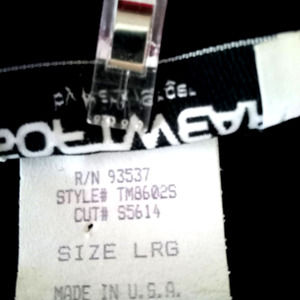 R/N 93537
STYLE# TM8602S
CUT# S5614
SIZE LRG
MADE IN U.S.A.